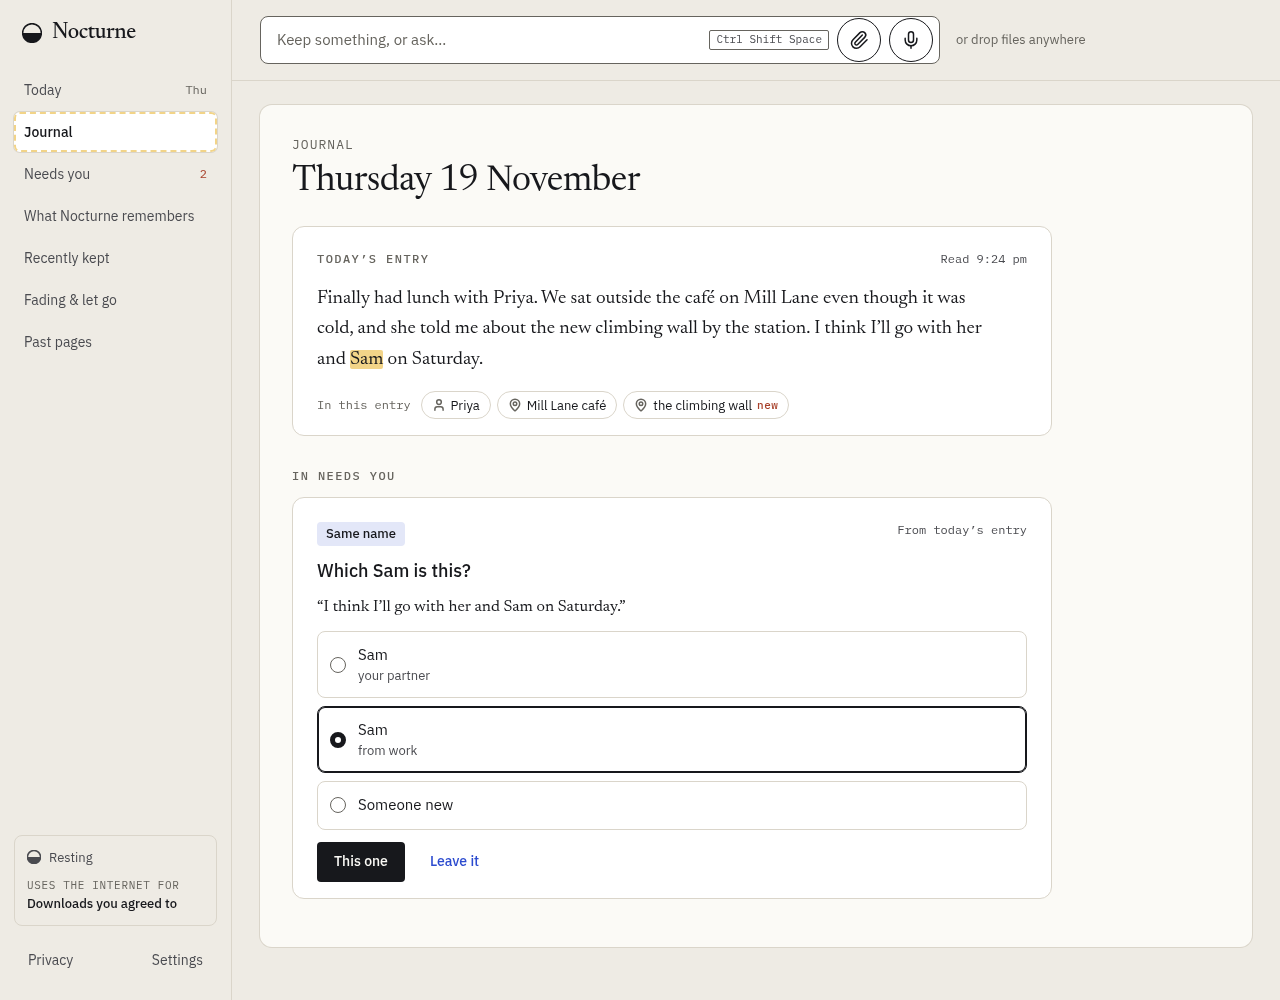 Nocturne
Today Thu
Journal
Needs you 2
What Nocturne remembers
Recently kept
Fading & let go
Past pages
Resting
USES THE INTERNET FOR
Downloads you agreed to
Privacy Settings
Keep something, or ask… Ctrl Shift Space or drop files anywhere
JOURNAL
Thursday 19 November
TODAY’S ENTRY Read 9:24 pm
Finally had lunch with Priya. We sat outside the café on Mill Lane even though it was
cold, and she told me about the new climbing wall by the station. I think I’ll go with her
and Sam on Saturday.
In this entry Priya Mill Lane café the climbing wall new
IN NEEDS YOU
Same name From today’s entry
Which Sam is this?
“I think I’ll go with her and Sam on Saturday.”
Sam
your partner
Sam
from work
Someone new
This one Leave it